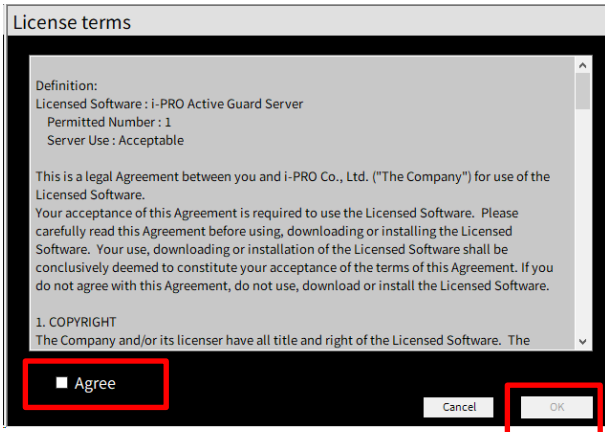 License terms
Definition:
Licensed Software : i-PRO Active Guard Server
Permitted Number : 1
Server Use : Acceptable
This is a legal Agreement between you and i-PRO Co., Ltd. ("The Company") for use of the
Licensed Software.
Your acceptance of this Agreement is required to use the Licensed Software.  Please
carefully read this Agreement before using, downloading or installing the Licensed
Software.  Your use, downloading or installation of the Licensed Software shall be
conclusively deemed to constitute your acceptance of the terms of this Agreement. If you
do not agree with this Agreement, do not use, download or install the Licensed Software.
1. COPYRIGHT
The Company and/or its licenser have all title and right of the Licensed Software.  The
Agree
Cancel
OK